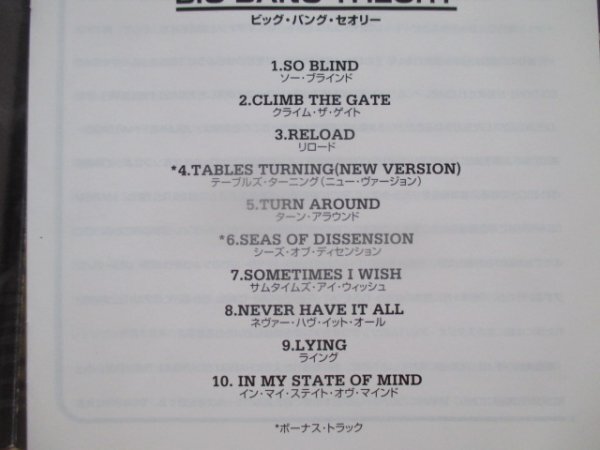 BIG BANG THEORY
ビッグ・バング・セオリー
1.SO BLIND
ソー・ブラインド
2.CLIMB THE GATE
クライム・ザ・ゲイト
3.RELOAD
リロード
*4.TABLES TURNING(NEW VERSION)
テーブルズ・ターニング(ニュー・ヴァージョン)
5.TURN AROUND
ターン・アラウンド
*6.SEAS OF DISSENSION
シーズ・オブ・ディセンション
7.SOMETIMES I WISH
サムタイムズ・アイ・ウィッシュ
8.NEVER HAVE IT ALL
ネヴァー・ハヴ・イット・オール
9.LYING
ライング
10. IN MY STATE OF MIND
イン・マイ・ステイト・オヴ・マインド
*ボーナス・トラック